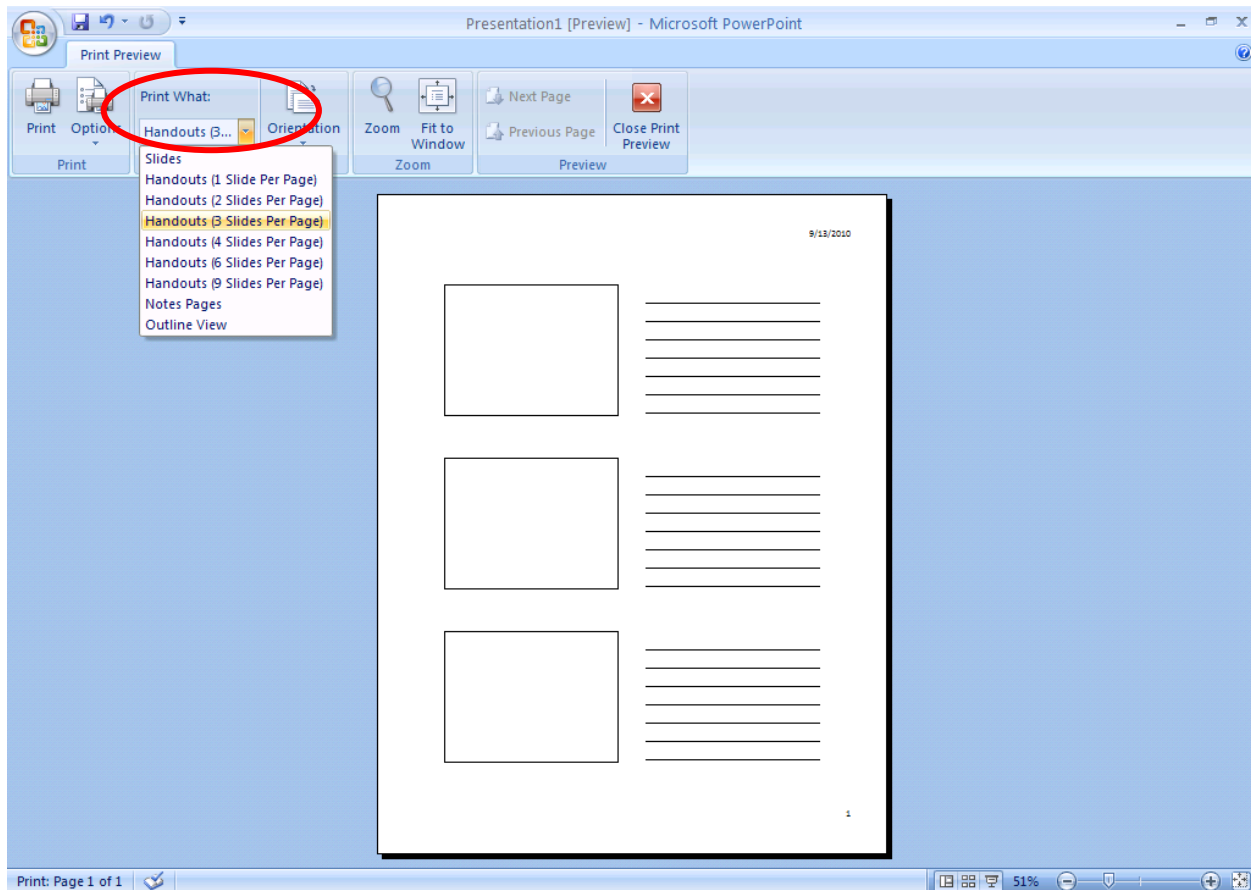 Presentation1 [Preview] - Microsoft PowerPoint
Print Preview
Print What:
Next Page
Handouts (3...
Print Options Orientation Zoom Fit to Window Previous Page Close Print Preview
Print Zoom Preview
Slides
Handouts (1 Slide Per Page)
Handouts (2 Slides Per Page)
Handouts (3 Slides Per Page)
Handouts (4 Slides Per Page)
Handouts (6 Slides Per Page)
Handouts (9 Slides Per Page)
Notes Pages
Outline View
9/13/2010
1
Print: Page 1 of 1
51%